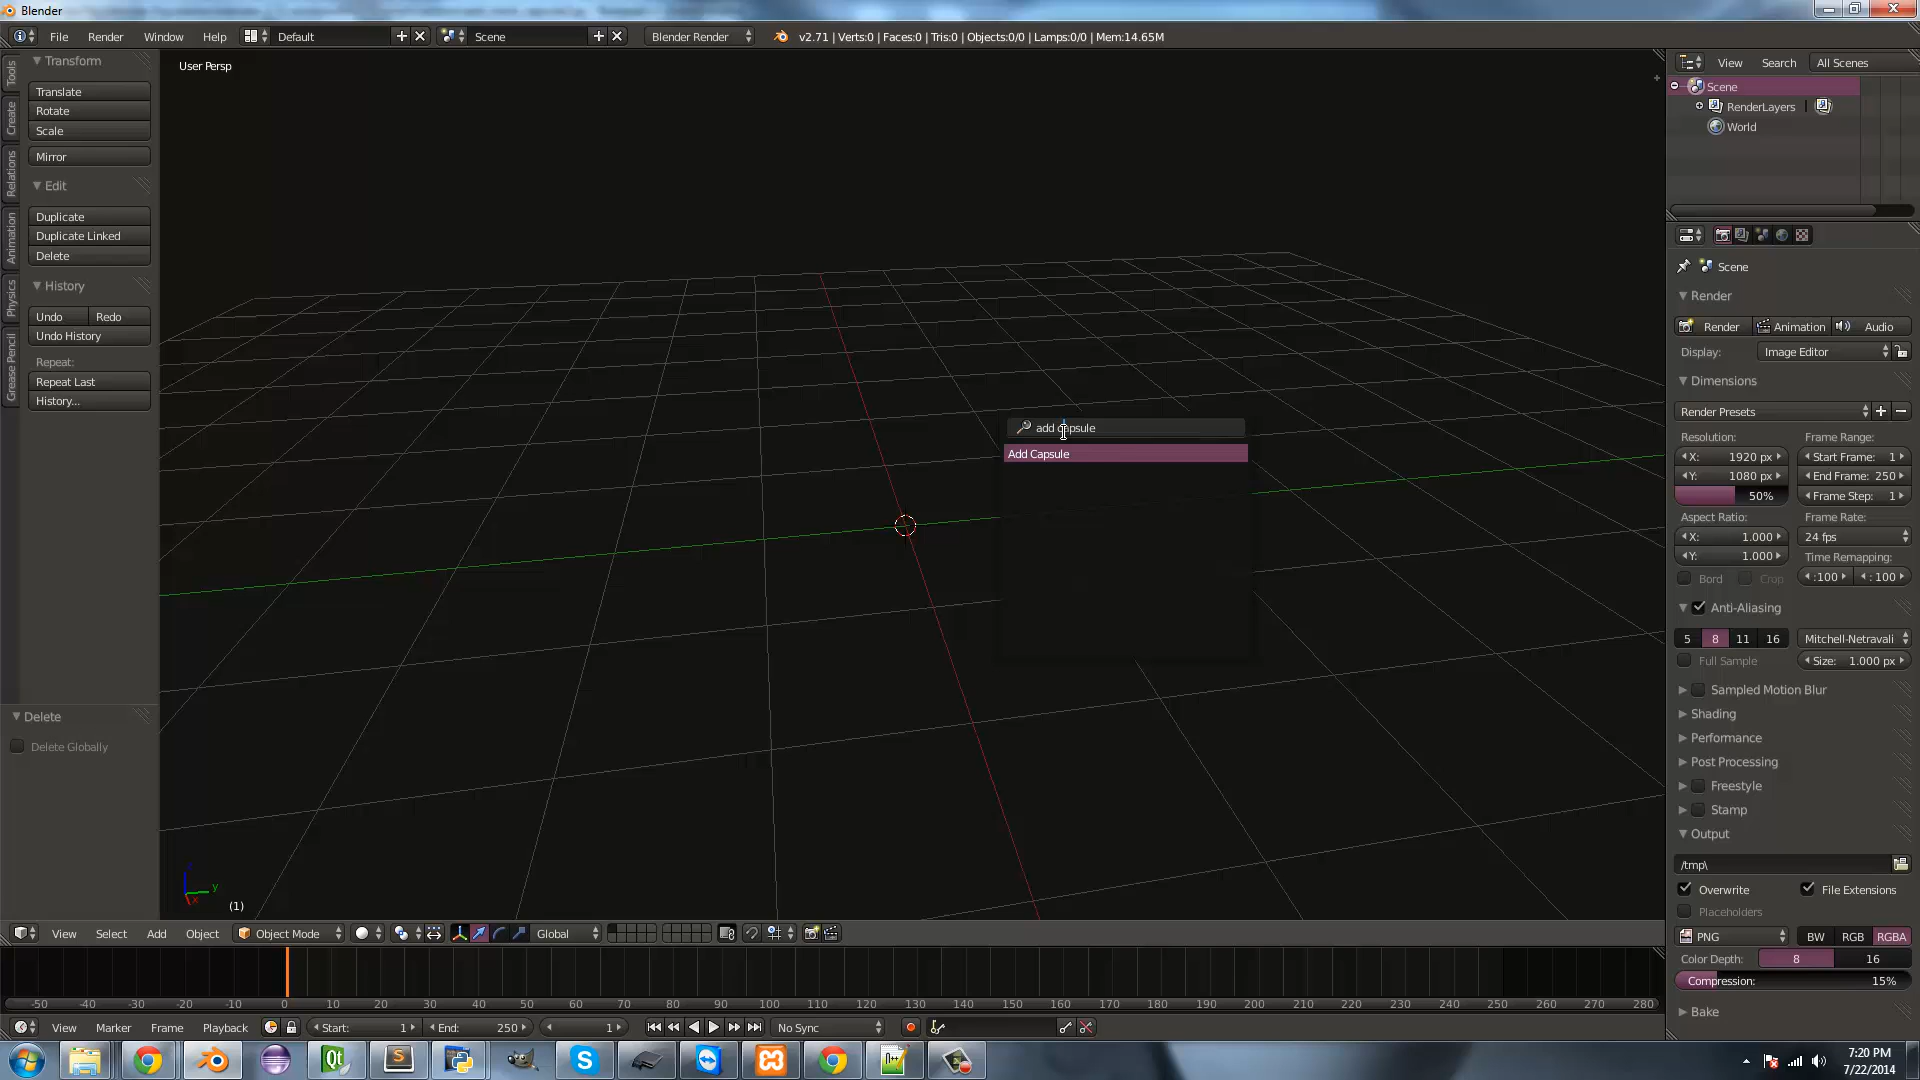 Blender
File Render Window Help Default Scene Blender Render v2.71 | Verts:0 | Faces:0 | Tris:0 | Objects:0/0 | Lamps:0/0 | Mem:14.65M
Tools
Create
Relations
Animation
Physics
Grease Pencil
Transform
Translate
Rotate
Scale
Mirror
Edit
Duplicate
Duplicate Linked
Delete
History
Undo Redo
Undo History
Repeat:
Repeat Last
History...
Delete
Delete Globally
User Persp
add capsule
Add Capsule
y
x
(1)
View Select Add Object Object Mode Global
-50 -40 -30 -20 -10 0 10 20 30 40 50 60 70 80 90 100 110 120 130 140 150 160 170 180 190 200 210 220 230 240 250 260 270 280
View Marker Frame Playback Start: 1 End: 250 1 No Sync
View Search All Scenes
Scene
RenderLayers |
World
Scene
Render
Render Animation Audio
Display: Image Editor
Dimensions
Render Presets
Resolution: Frame Range:
X: 1920 px Start Frame: 1
Y: 1080 px End Frame: 250
50% Frame Step: 1
Aspect Ratio: Frame Rate:
X: 1.000 24 fps
Y: 1.000 Time Remapping:
Bord Crop :100 : 100
Anti-Aliasing
5 8 11 16 Mitchell-Netravali
Full Sample Size: 1.000 px
Sampled Motion Blur
Shading
Performance
Post Processing
Freestyle
Stamp
Output
/tmp\
Overwrite File Extensions
Placeholders
PNG BW RGB RGBA
Color Depth: 8 16
Compression: 15%
Bake
7:20 PM
7/22/2014